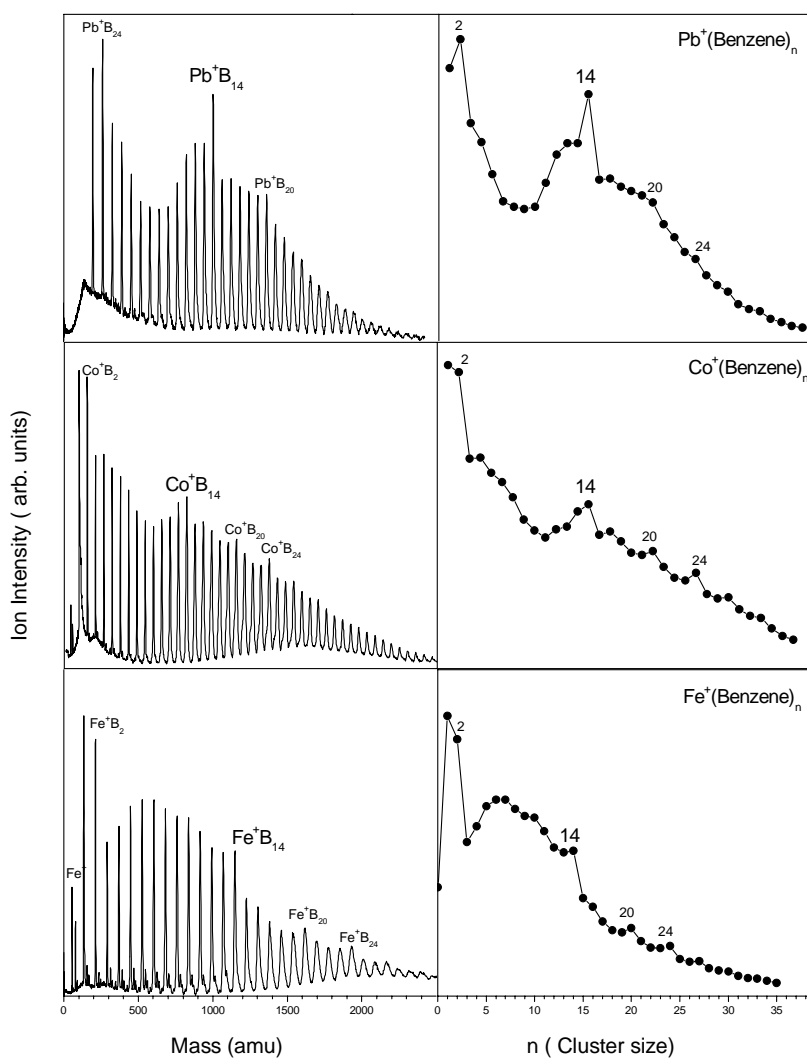 Pb⁺B₂₄
Pb⁺B₁₄
Pb⁺B₂₀
2
14
20
24
Pb⁺(Benzene)ₙ
Co⁺B₂
Co⁺B₁₄
Co⁺B₂₀
Co⁺B₂₄
2
14
20
24
Co⁺(Benzene)ₙ
Fe⁺
Fe⁺B₂
Fe⁺B₁₄
Fe⁺B₂₀
Fe⁺B₂₄
2
14
20
24
Fe⁺(Benzene)ₙ
Ion Intensity ( arb. units)
0 500 1000 1500 2000
0 5 10 15 20 25 30 35
Mass (amu)
n ( Cluster size)